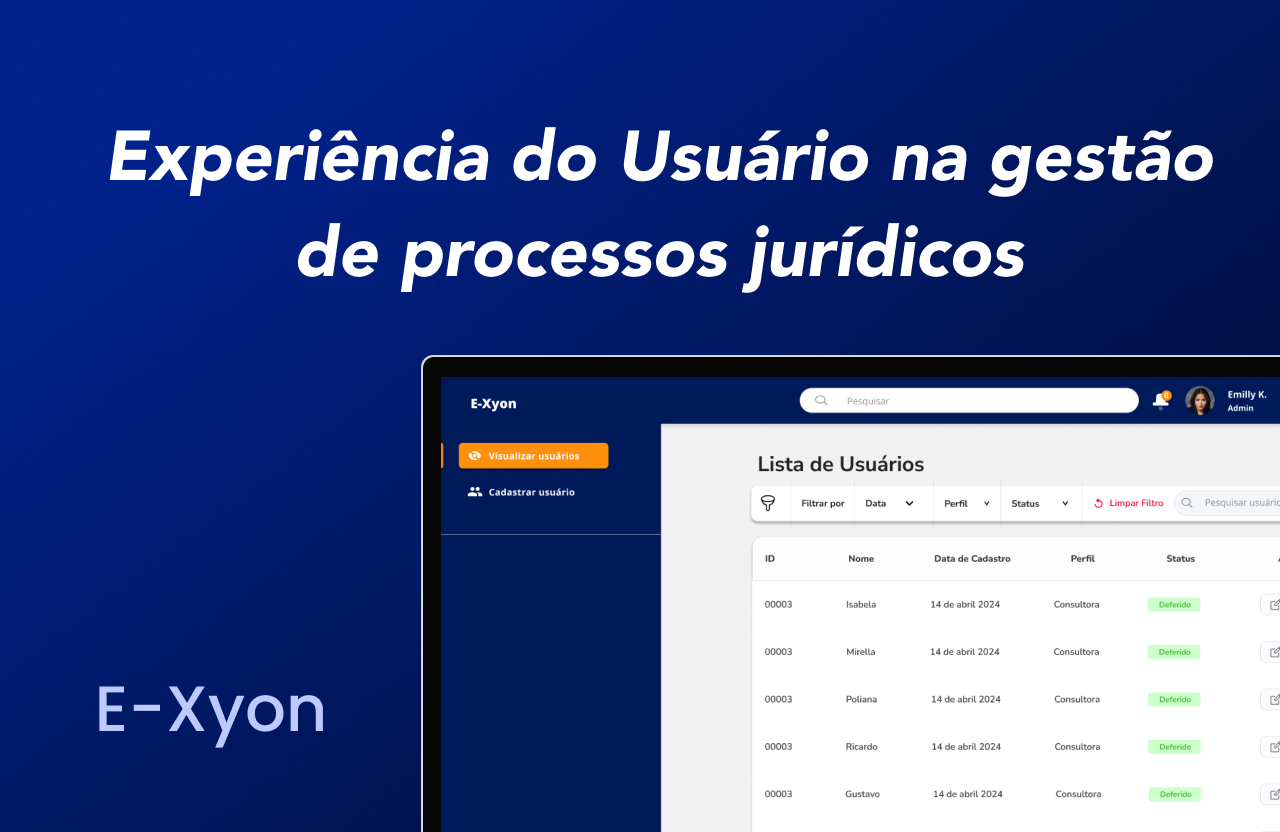 Experiência do Usuário na gestão
de processos jurídicos
E-Xyon
Pesquisar
6
Emilly K.
Admin
Visualizar usuários
Cadastrar usuário
Lista de Usuários
Filtrar por Data Perfil Status Limpar Filtro Pesquisar usuário
ID Nome Data de Cadastro Perfil Status
00003 Isabela 14 de abril 2024 Consultora Deferido
00003 Mirella 14 de abril 2024 Consultora Deferido
00003 Poliana 14 de abril 2024 Consultora Deferido
00003 Ricardo 14 de abril 2024 Consultora Deferido
00003 Gustavo 14 de abril 2024 Consultora Deferido
E-Xyon